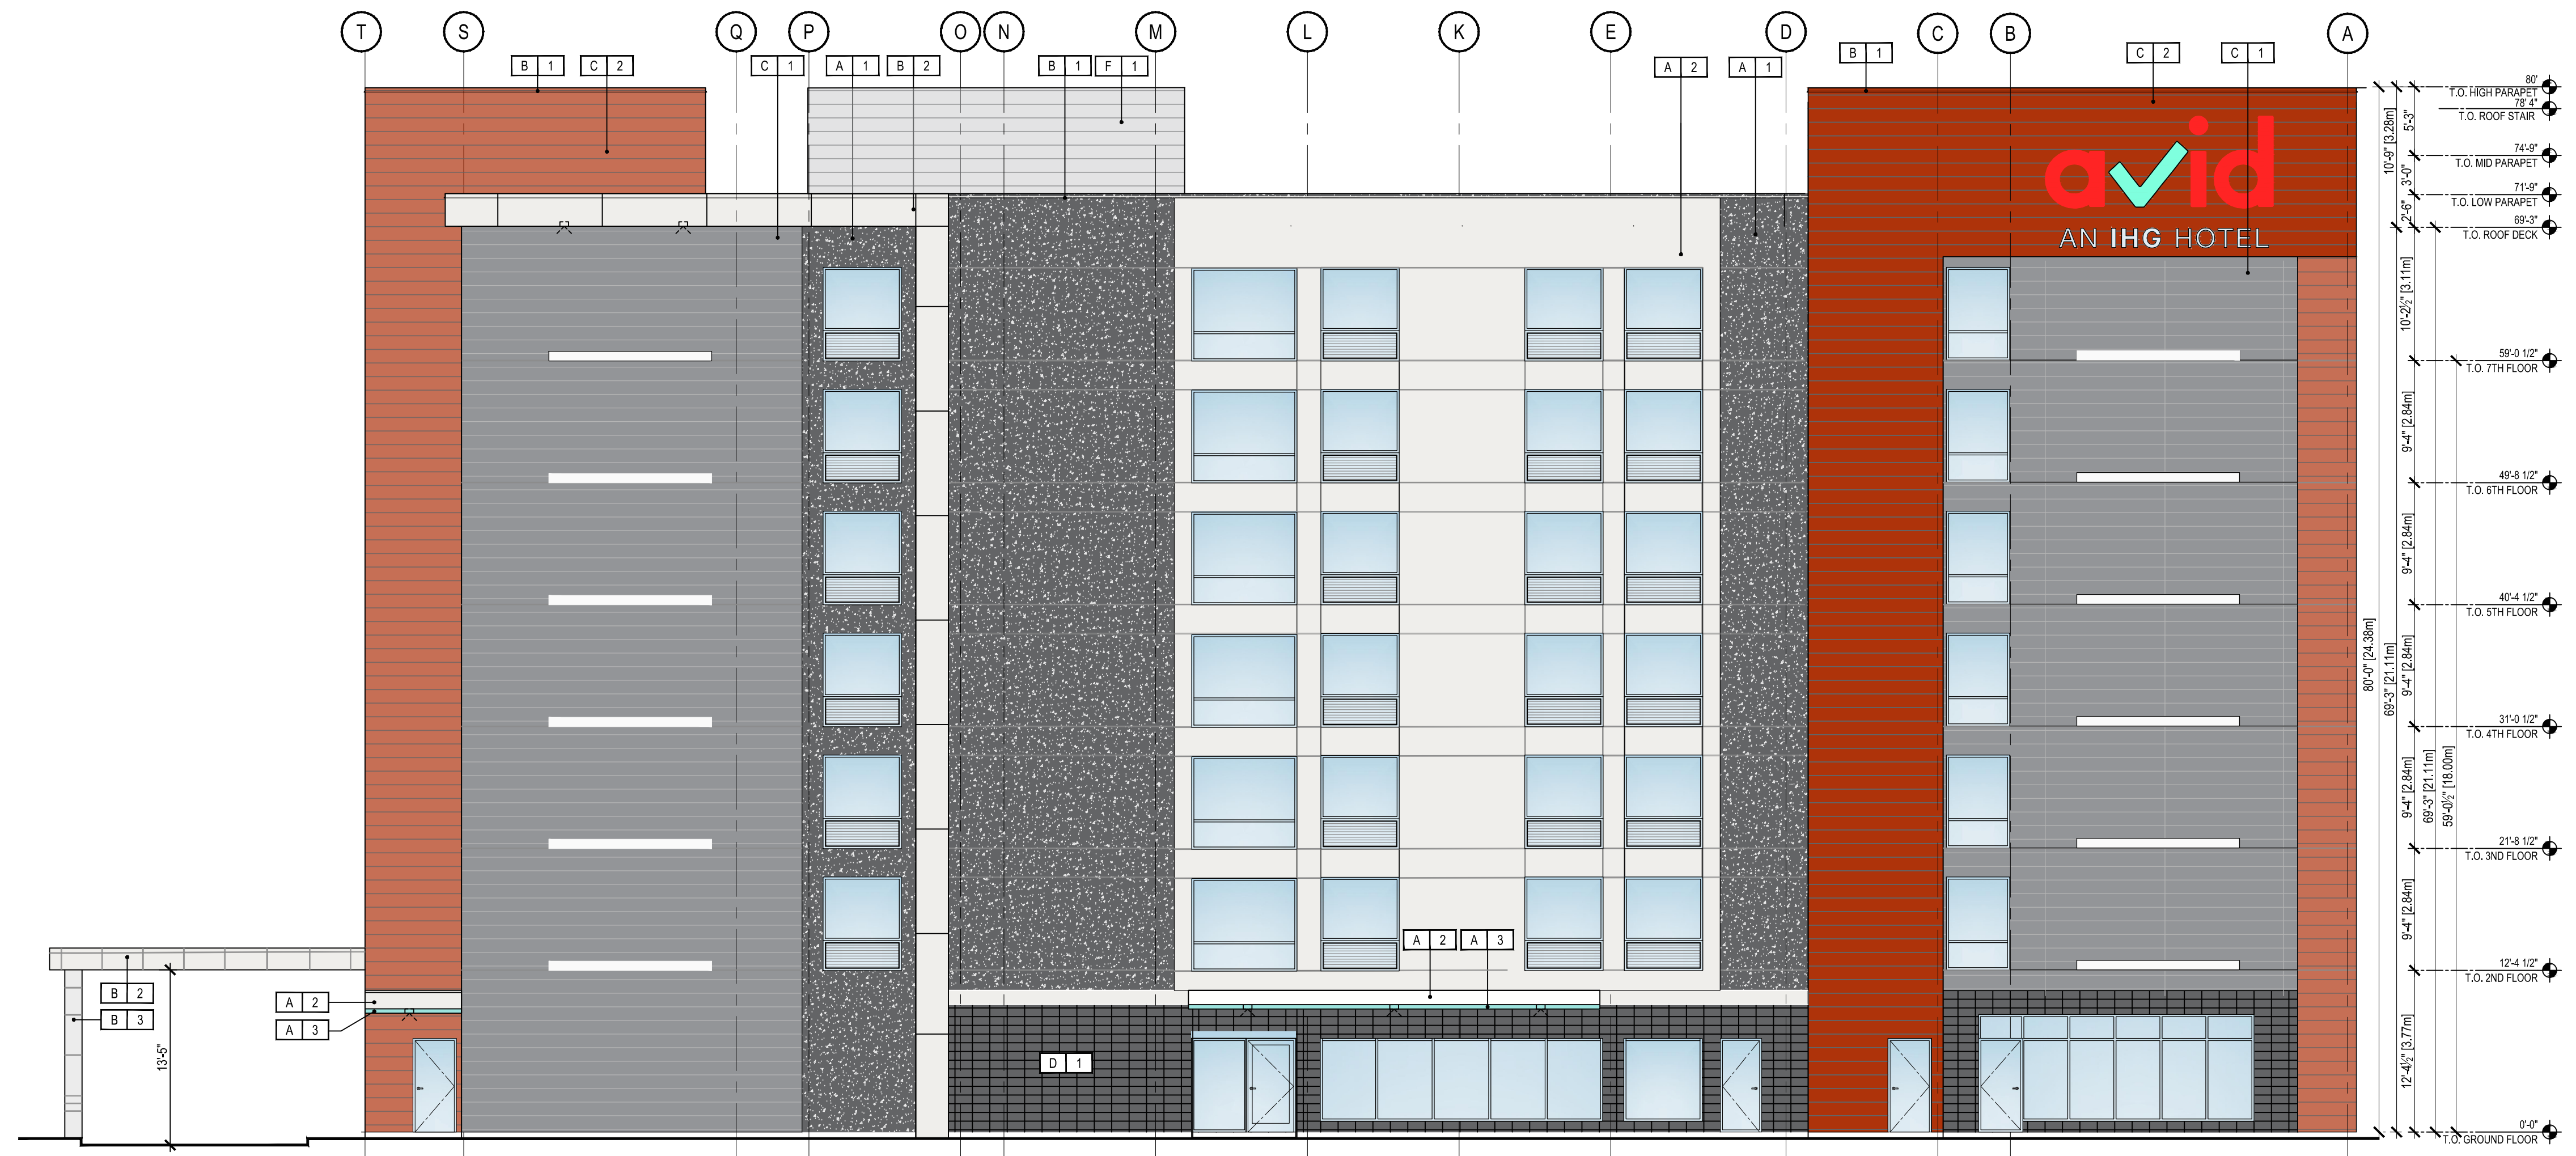 T S Q P O N M L K E D C B A
B 1 C 2 C 1 A 1 B 2 B 1 F 1 A 2 A 1 B 1 C 2 C 1
80'
T.O. HIGH PARAPET
78' 4"
T.O. ROOF STAIR
74'-9"
T.O. MID PARAPET
71'-9"
T.O. LOW PARAPET
69'-3"
T.O. ROOF DECK
59'-0 1/2"
T.O. 7TH FLOOR
49'-8 1/2"
T.O. 6TH FLOOR
40'-4 1/2"
T.O. 5TH FLOOR
31'-0 1/2"
T.O. 4TH FLOOR
21'-8 1/2"
T.O. 3ND FLOOR
12'-4 1/2"
T.O. 2ND FLOOR
0'-0"
T.O. GROUND FLOOR
10'-9" [3.28m]
5'-3"
3'-0"
2'-6"
10'-2½" [3.11m]
9'-4" [2.84m]
9'-4" [2.84m]
9'-4" [2.84m]
9'-4" [2.84m]
9'-4" [2.84m]
12'-4½" [3.77m]
80'-0" [24.38m]
69'-3" [21.11m]
69'-3" [21.11m]
59'-0½" [18.00m]
avid
AN IHG HOTEL
A 2 A 3
B 2
B 3
A 2
A 3
13'-5"
D 1